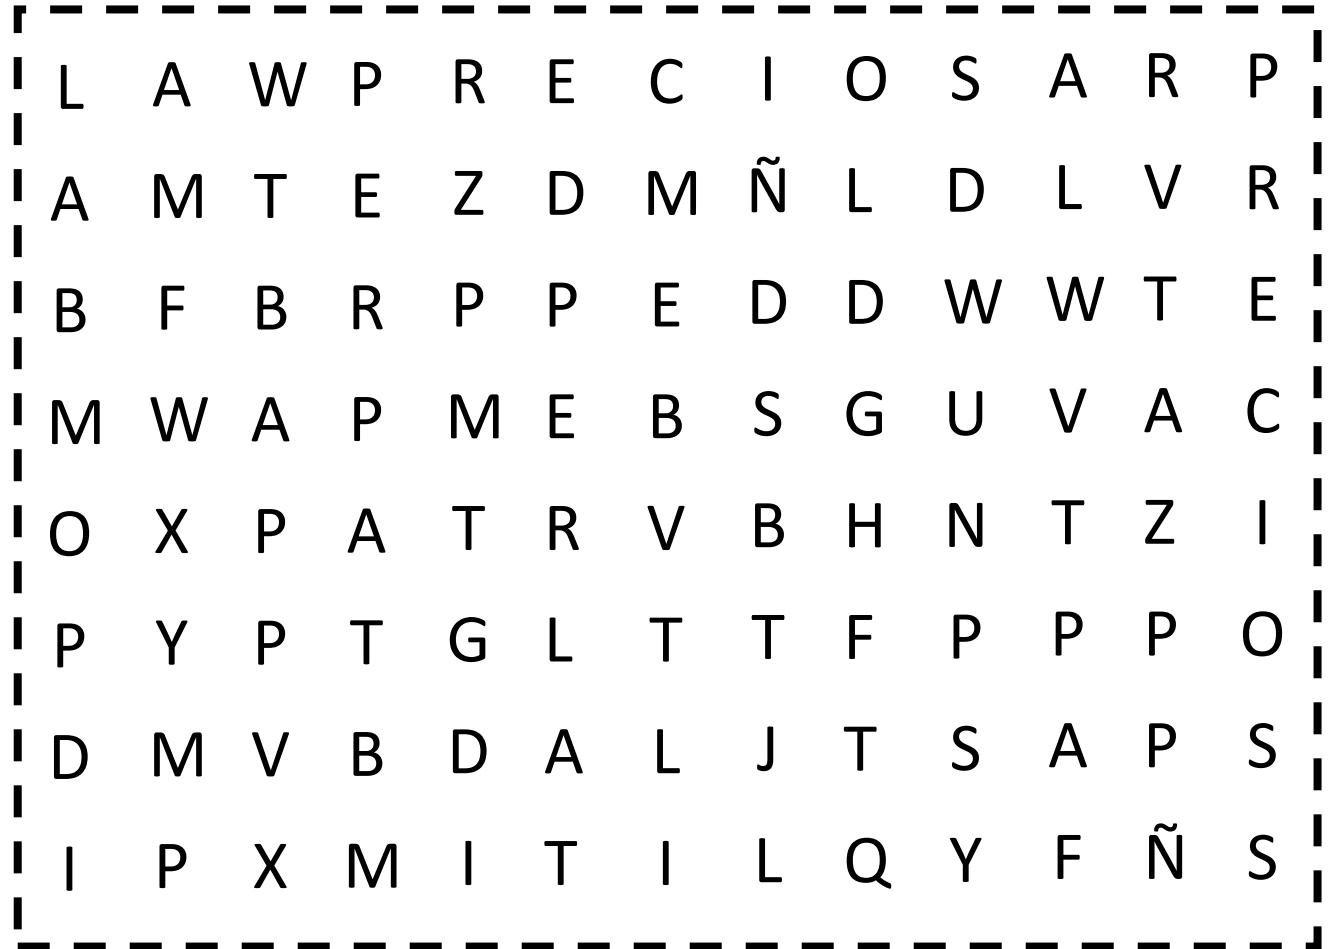 L A W P R E C I O S A R P
A M T E Z D M Ñ L D L V R
B F B R P P E D D W W T E
M W A P M E B S G U V A C
O X P A T R V B H N T Z I
P Y P T G L T T F P P P O
D M V B D A L J T S A P S
I P X M I T I L Q Y F Ñ S